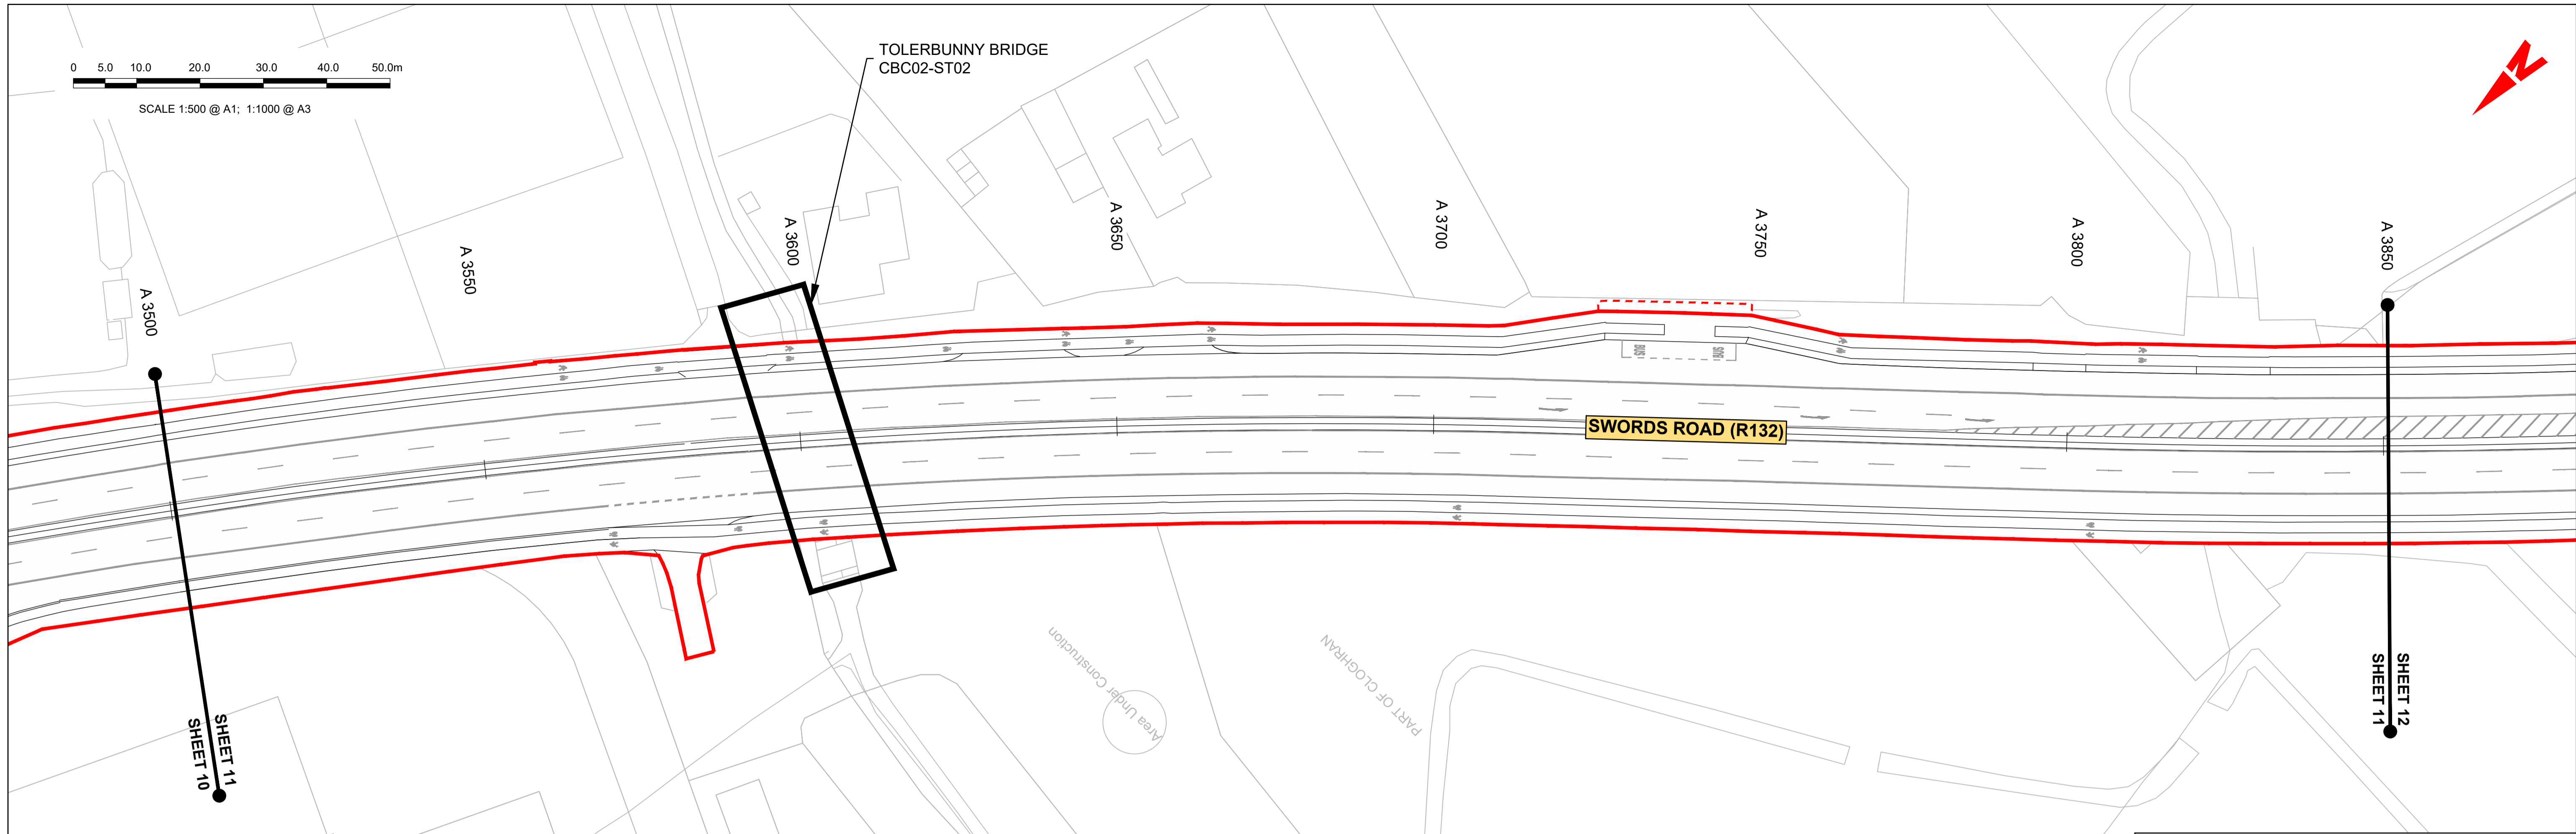 0 5.0 10.0 20.0 30.0 40.0 50.0m
SCALE 1:500 @ A1; 1:1000 @ A3
TOLERBUNNY BRIDGE
CBC02-ST02
N
A 3500
A 3550
A 3600
A 3650
A 3700
A 3750
A 3800
A 3850
BUS
BUS
SWORDS ROAD (R132)
Area Under Construction
PART OF CLOGHRAN
SHEET 11
SHEET 10
SHEET 12
SHEET 11